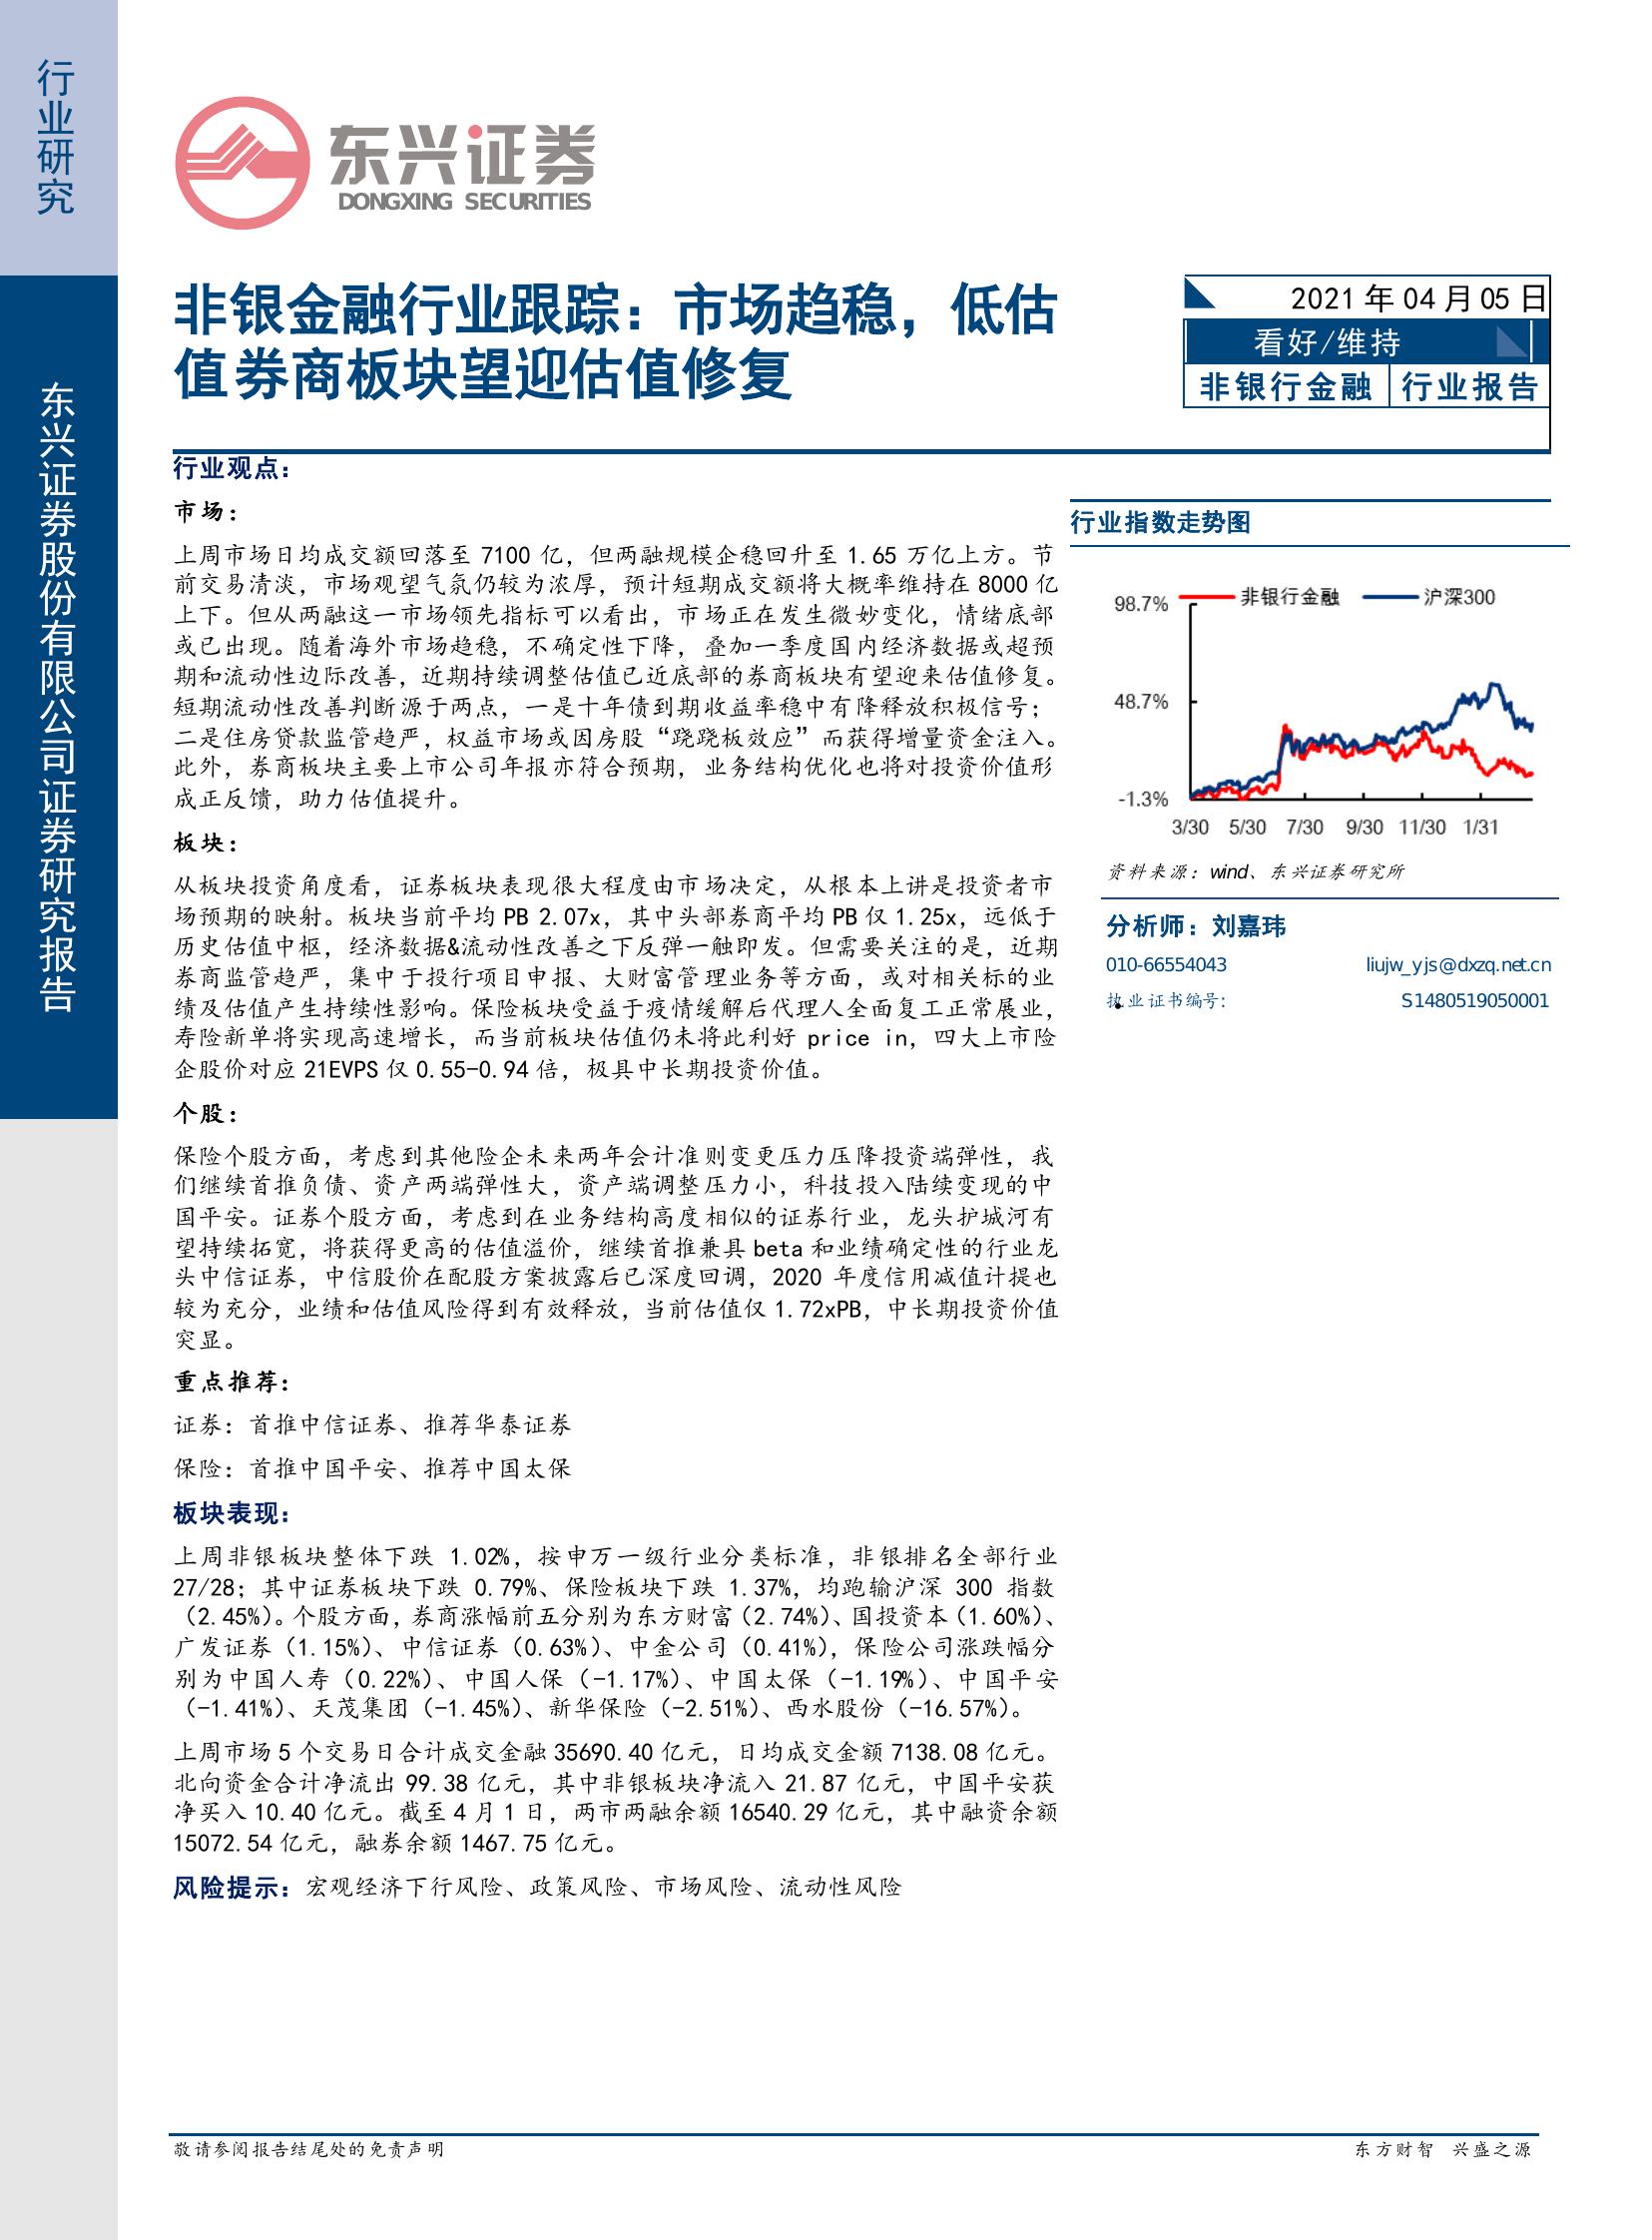 行业研究
东兴证券股份有限公司证券研究报告
东兴证券
DONGXING SECURITIES
非银金融行业跟踪：市场趋稳，低估
值券商板块望迎估值修复
2021 年 04 月 05 日
看好/维持
非银行金融 行业报告
行业观点：
市场：
上周市场日均成交额回落至 7100 亿，但两融规模企稳回升至 1.65 万亿上方。节
前交易清淡，市场观望气氛仍较为浓厚，预计短期成交额将大概率维持在 8000 亿
上下。但从两融这一市场领先指标可以看出，市场正在发生微妙变化，情绪底部
或已出现。随着海外市场趋稳，不确定性下降，叠加一季度国内经济数据或超预
期和流动性边际改善，近期持续调整估值已近底部的券商板块有望迎来估值修复。
短期流动性改善判断源于两点，一是十年债到期收益率稳中有降释放积极信号；
二是住房贷款监管趋严，权益市场或因房股“跷跷板效应”而获得增量资金注入。
此外，券商板块主要上市公司年报亦符合预期，业务结构优化也将对投资价值形
成正反馈，助力估值提升。
板块：
从板块投资角度看，证券板块表现很大程度由市场决定，从根本上讲是投资者市
场预期的映射。板块当前平均 PB 2.07x，其中头部券商平均 PB 仅 1.25x，远低于
历史估值中枢，经济数据&流动性改善之下反弹一触即发。但需要关注的是，近期
券商监管趋严，集中于投行项目申报、大财富管理业务等方面，或对相关标的业
绩及估值产生持续性影响。保险板块受益于疫情缓解后代理人全面复工正常展业，
寿险新单将实现高速增长，而当前板块估值仍未将此利好 price in，四大上市险
企股价对应 21EVPS 仅 0.55-0.94 倍，极具中长期投资价值。
个股：
保险个股方面，考虑到其他险企未来两年会计准则变更压力压降投资端弹性，我
们继续首推负债、资产两端弹性大，资产端调整压力小，科技投入陆续变现的中
国平安。证券个股方面，考虑到在业务结构高度相似的证券行业，龙头护城河有
望持续拓宽，将获得更高的估值溢价，继续首推兼具 beta 和业绩确定性的行业龙
头中信证券，中信股价在配股方案披露后已深度回调，2020 年度信用减值计提也
较为充分，业绩和估值风险得到有效释放，当前估值仅 1.72xPB，中长期投资价值
突显。
重点推荐：
证券：首推中信证券、推荐华泰证券
保险：首推中国平安、推荐中国太保
板块表现：
上周非银板块整体下跌 1.02%，按申万一级行业分类标准，非银排名全部行业
27/28；其中证券板块下跌 0.79%、保险板块下跌 1.37%，均跑输沪深 300 指数
（2.45%）。个股方面，券商涨幅前五分别为东方财富（2.74%）、国投资本（1.60%）、
广发证券（1.15%）、中信证券（0.63%）、中金公司（0.41%），保险公司涨跌幅分
别为中国人寿（0.22%）、中国人保（-1.17%）、中国太保（-1.19%）、中国平安
（-1.41%）、天茂集团（-1.45%）、新华保险（-2.51%）、西水股份（-16.57%）。
上周市场 5 个交易日合计成交金融 35690.40 亿元，日均成交金额 7138.08 亿元。
北向资金合计净流出 99.38 亿元，其中非银板块净流入 21.87 亿元，中国平安获
净买入 10.40 亿元。截至 4 月 1 日，两市两融余额 16540.29 亿元，其中融资余额
15072.54 亿元，融券余额 1467.75 亿元。
风险提示：宏观经济下行风险、政策风险、市场风险、流动性风险
行业指数走势图
非银行金融 沪深300
98.7%
48.7%
-1.3%
3/30 5/30 7/30 9/30 11/30 1/31
资料来源：wind、东兴证券研究所
分析师：刘嘉玮
010-66554043 liujw_yjs@dxzq.net.cn
执业证书编号: S1480519050001
敬请参阅报告结尾处的免责声明
东方财智 兴盛之源